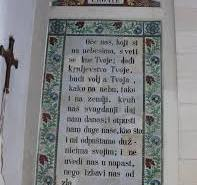 CROATE
Oče naš, koji si
na nebesima, sveti
se Ime Tvoje; dođi
kraljevstvo Tvoje,
budi volja Tvoja,
kako na nebu, tako
i na zemlji. kruh
naš svagdanji daj
nam danas; i otpusti
nam duge naše, kao što
i mi otpuštamo duž-
nicima svojim; i ne
uvedi nas u napast,
nego izbavi nas od
zla